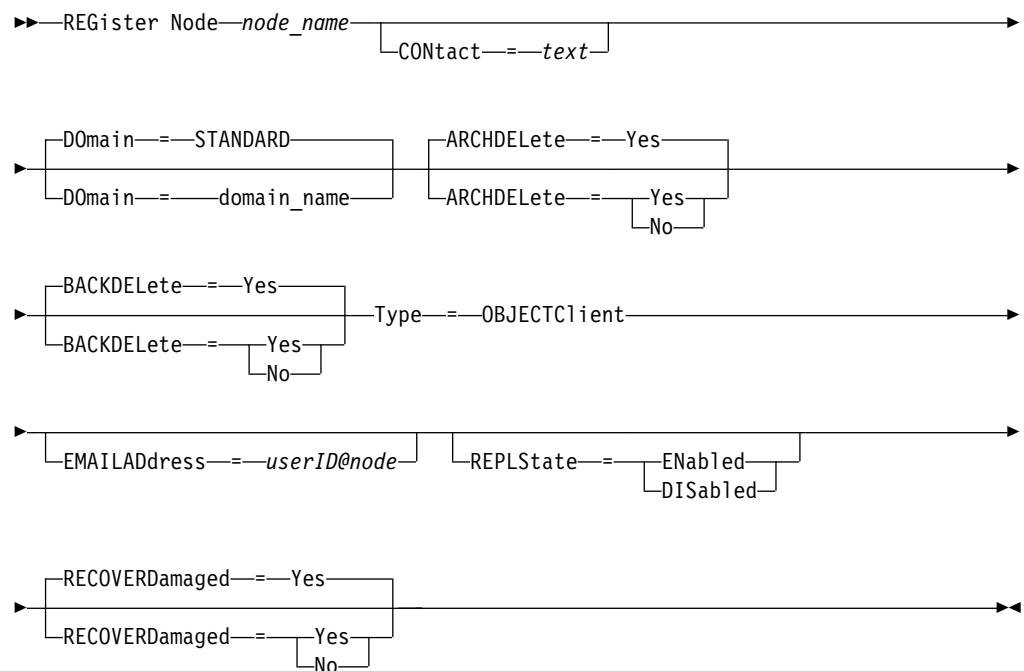 REGister Node node_name
CONtact = text
DOmain = STANDARD ARCHDELete = Yes
DOmain = domain_name ARCHDELete = Yes
No
BACKDELete = Yes
Type = OBJECTClient
BACKDELete = Yes
No
EMAILADdress = userID@node REPLState = ENabled
DISabled
RECOVERDamaged = Yes
RECOVERDamaged = Yes
No